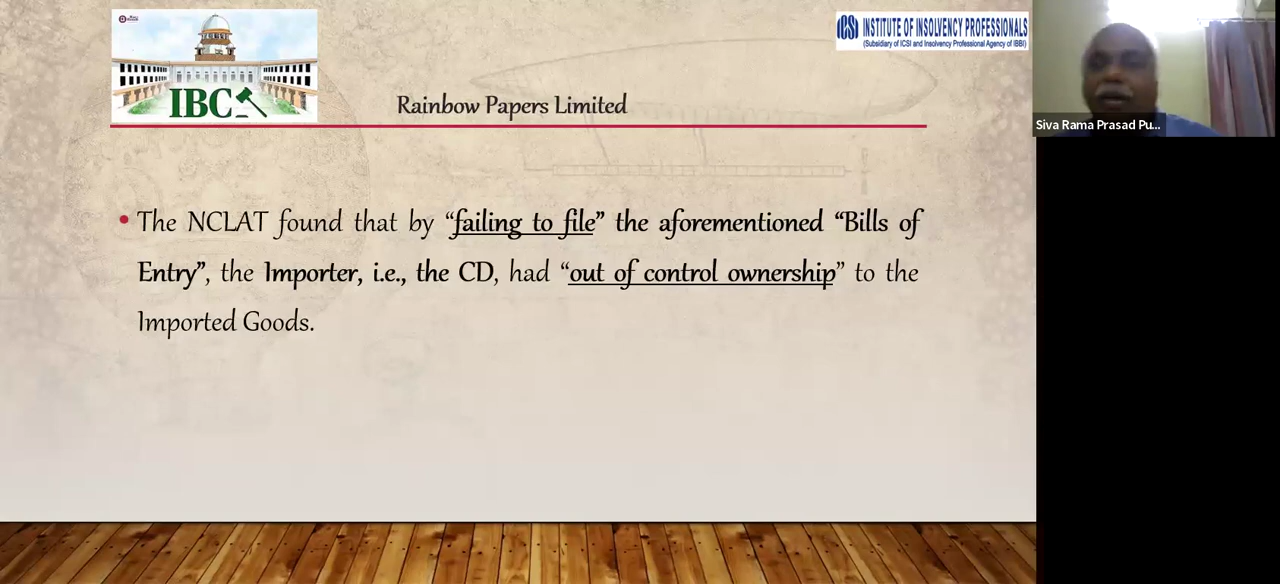 IBC
ICSI INSTITUTE OF INSOLVENCY PROFESSIONALS
(Subsidiary of ICSI and Insolvency Professional Agency of IBBI)
Rainbow Papers Limited
Siva Rama Prasad Pu...
• The NCLAT found that by “failing to file” the aforementioned “Bills of
Entry”, the Importer, i.e., the CD, had “out of control ownership” to the
Imported Goods.